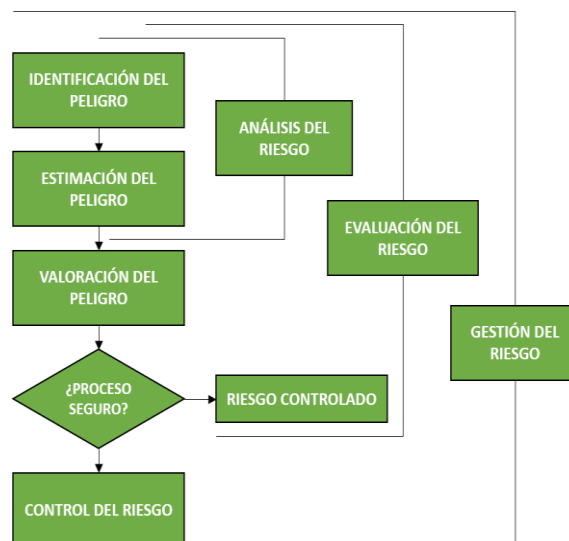 IDENTIFICACIÓN DEL
PELIGRO
ANÁLISIS DEL
RIESGO
ESTIMACIÓN DEL
PELIGRO
EVALUACIÓN DEL
RIESGO
VALORACIÓN DEL
PELIGRO
GESTIÓN DEL
RIESGO
¿PROCESO
SEGURO?
RIESGO CONTROLADO
CONTROL DEL RIESGO